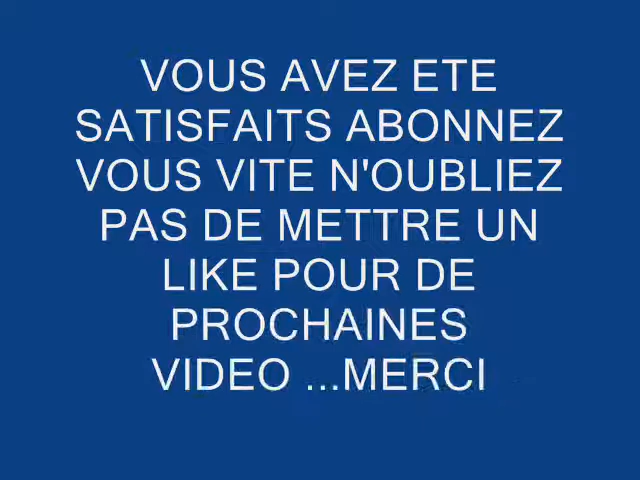 VOUS AVEZ ETE
SATISFAITS ABONNEZ
VOUS VITE N'OUBLIEZ
PAS DE METTRE UN
LIKE POUR DE
PROCHAINES
VIDEO ...MERCI